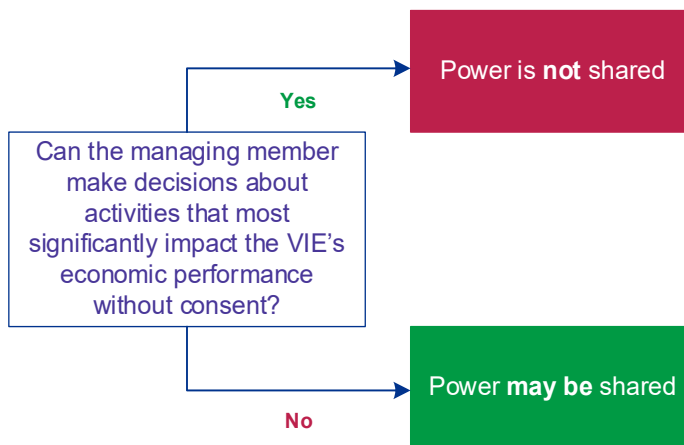 Power is not shared
Yes
Can the managing member
make decisions about
activities that most
significantly impact the VIE’s
economic performance
without consent?
Power may be shared
No